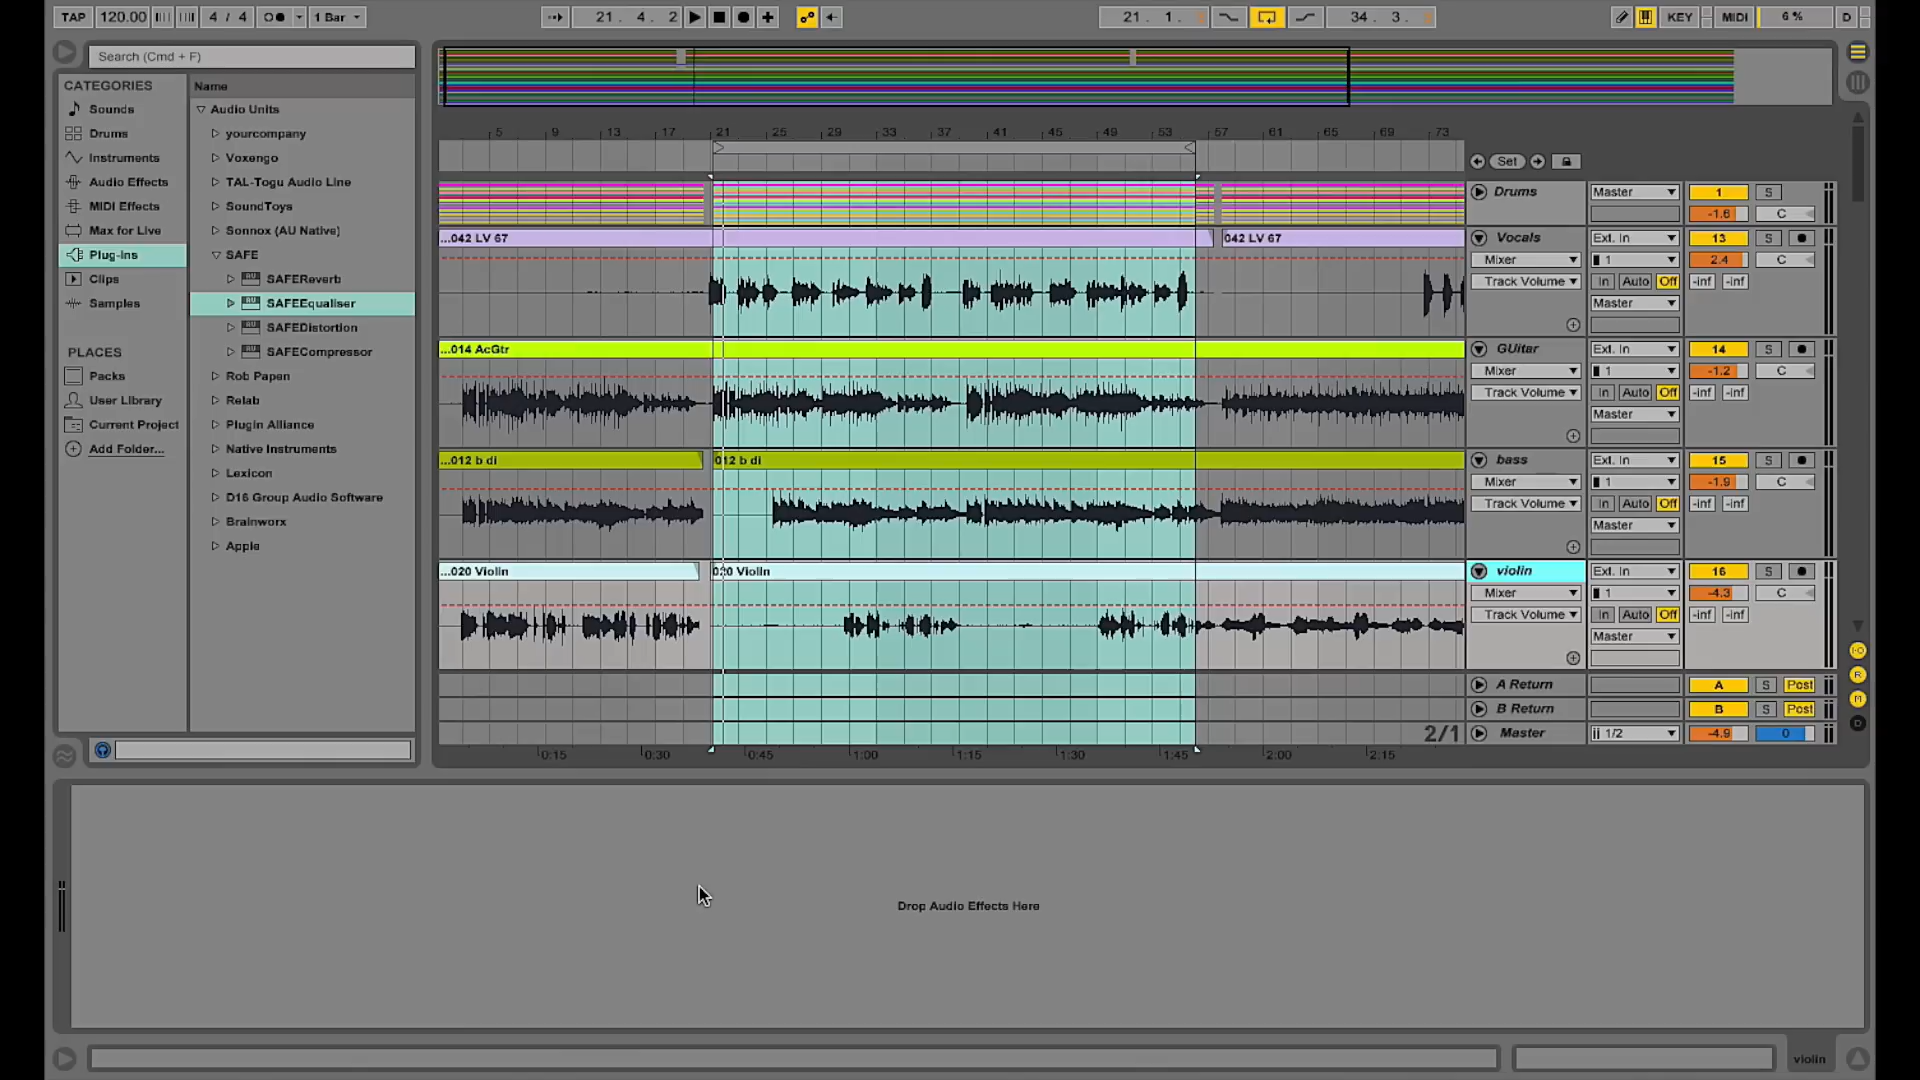 TAP 120.00 4 / 4 1 Bar 21 . 4 . 2 21 . 1 . 34 . 3 . KEY MIDI 6 % D
Search (Cmd + F)
CATEGORIES
Sounds
Drums
Instruments
Audio Effects
MIDI Effects
Max for Live
Plug-Ins
Clips
Samples
PLACES
Packs
User Library
Current Project
Add Folder...
Name
Audio Units
yourcompany
Voxengo
TAL-Togu Audio Line
SoundToys
Sonnox (AU Native)
SAFE
SAFEReverb
SAFEEqualiser
SAFEDistortion
SAFECompressor
Rob Papen
Relab
Plugin Alliance
Native Instruments
Lexicon
D16 Group Audio Software
Brainworx
Apple
5 9 13 17 21 25 29 33 37 41 45 49 53 57 61 65 69 73
Set
Drums Master 1 S
-1.6 C
...042 LV 67 042 LV 67 Vocals Ext. In 13 S
Mixer 1 2.4 C
Track Volume In Auto Off -inf -inf
Master
...014 AcGtr GUitar Ext. In 14 S
Mixer 1 -1.2 C
Track Volume In Auto Off -inf -inf
Master
...012 b di 012 b di bass Ext. In 15 S
Mixer 1 -1.9 C
Track Volume In Auto Off -inf -inf
Master
...020 Violin 020 Violin violin Ext. In 16 S
Mixer 1 -4.3 C
Track Volume In Auto Off -inf -inf
Master
A Return A S Post
B Return B S Post
2/1 Master 1/2 -4.9 0
0:15 0:30 0:45 1:00 1:15 1:30 1:45 2:00 2:15
I·O
R
M
D
Drop Audio Effects Here
violin